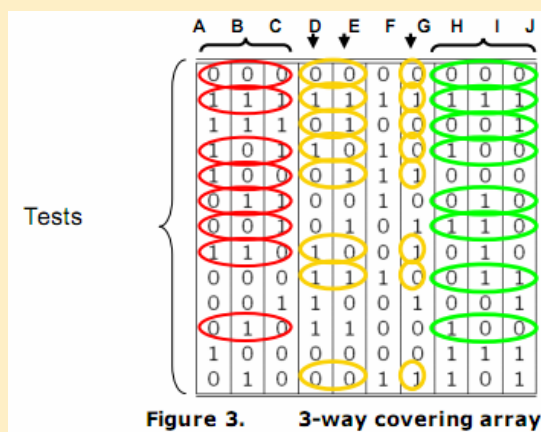 A B C D E F G H I J
0 0 0 0 0 0 0 0 0 0
1 1 1 1 1 1 1 1 1 1
1 1 1 0 1 0 0 0 0 1
1 0 1 1 0 1 0 1 0 0
1 0 0 0 1 1 1 0 0 0
0 1 1 0 0 1 0 0 1 0
Tests
0 0 1 0 1 0 1 1 1 0
1 1 0 1 0 0 1 0 1 0
0 0 0 1 1 1 0 0 1 1
0 0 1 1 0 0 1 0 0 1
0 1 0 1 1 0 0 1 0 0
1 0 0 0 0 0 0 1 1 1
0 1 0 0 0 1 1 1 0 1
Figure 3. 3-way covering array